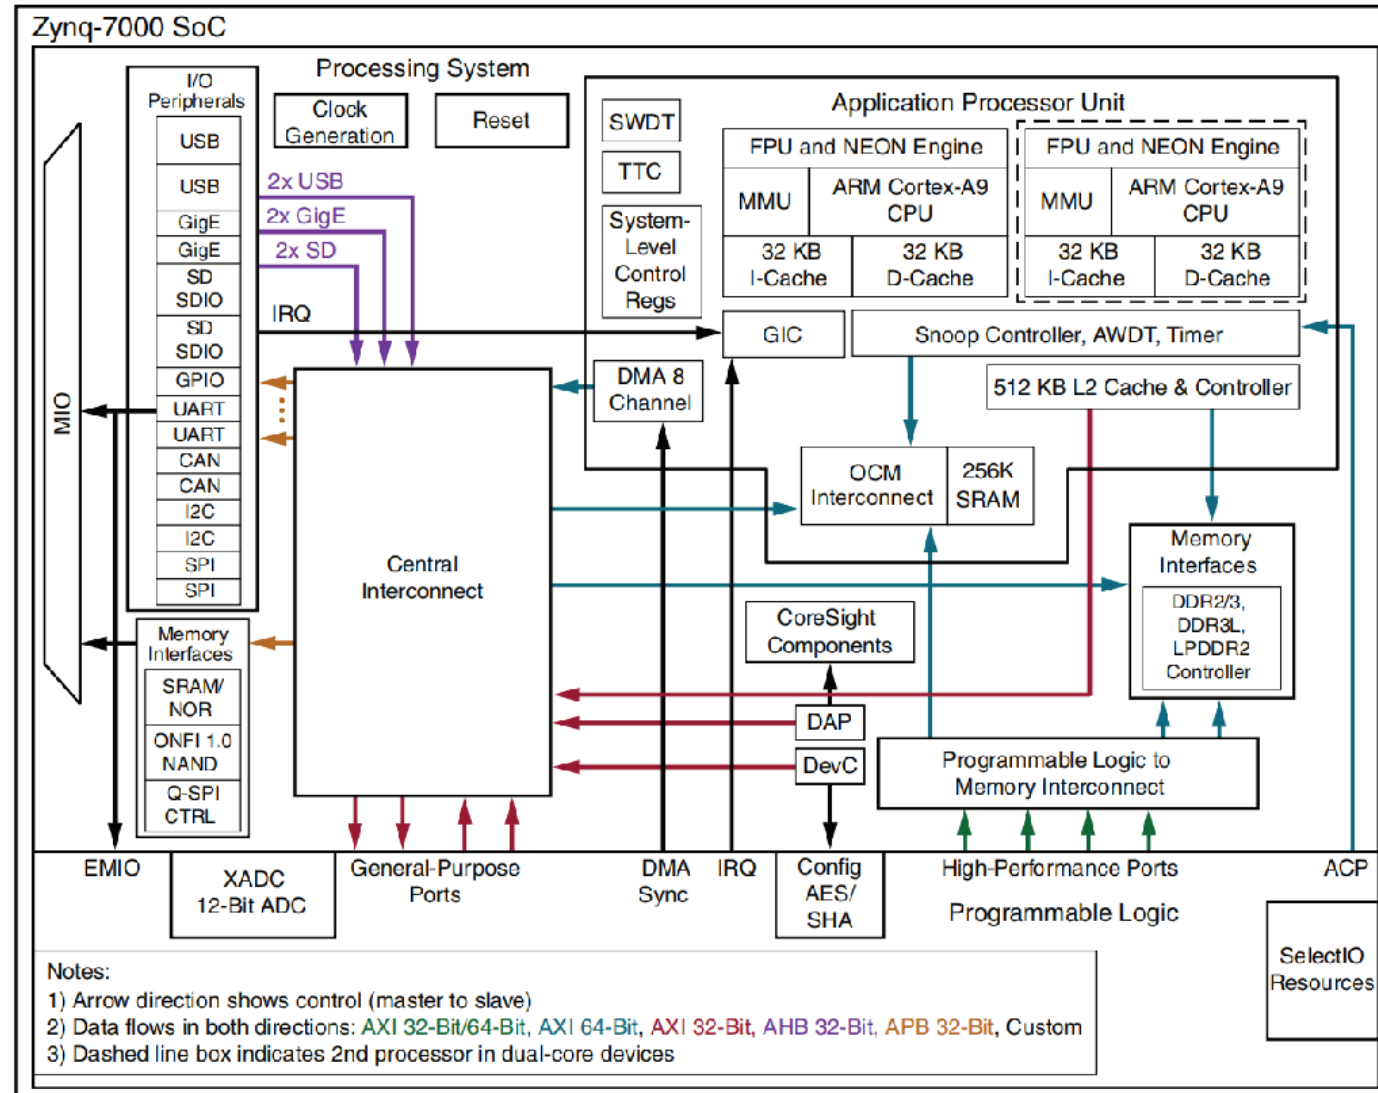 Zynq-7000 SoC
Processing System
I/O
Peripherals
USB
USB
GigE
GigE
SD
SDIO
SD
SDIO
GPIO
UART
UART
CAN
CAN
I2C
I2C
SPI
SPI
MIO
Clock
Generation
Reset
2x USB
2x GigE
2x SD
IRQ
Application Processor Unit
SWDT
TTC
System-
Level
Control
Regs
FPU and NEON Engine
MMU
ARM Cortex-A9
CPU
32 KB
I-Cache
32 KB
D-Cache
FPU and NEON Engine
MMU
ARM Cortex-A9
CPU
32 KB
I-Cache
32 KB
D-Cache
GIC
Snoop Controller, AWDT, Timer
DMA 8
Channel
512 KB L2 Cache & Controller
OCM
Interconnect
256K
SRAM
Central
Interconnect
Memory
Interfaces
DDR2/3,
DDR3L,
LPDDR2
Controller
CoreSight
Components
DAP
DevC
Programmable Logic to
Memory Interconnect
Memory
Interfaces
SRAM/
NOR
ONFI 1.0
NAND
Q-SPI
CTRL
EMIO
XADC
12-Bit ADC
General-Purpose
Ports
DMA
Sync
IRQ
Config
AES/
SHA
High-Performance Ports
ACP
Programmable Logic
SelectIO
Resources
Notes:
1) Arrow direction shows control (master to slave)
2) Data flows in both directions: AXI 32-Bit/64-Bit, AXI 64-Bit, AXI 32-Bit, AHB 32-Bit, APB 32-Bit, Custom
3) Dashed line box indicates 2nd processor in dual-core devices